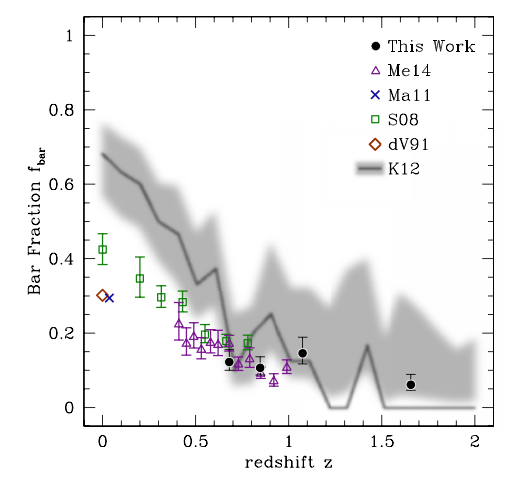 1
This Work
Me14
Ma11
S08
dV91
K12
0.8
0.6
0.4
0.2
0
Bar Fraction fbar
0
0.5
1
1.5
2
redshift z